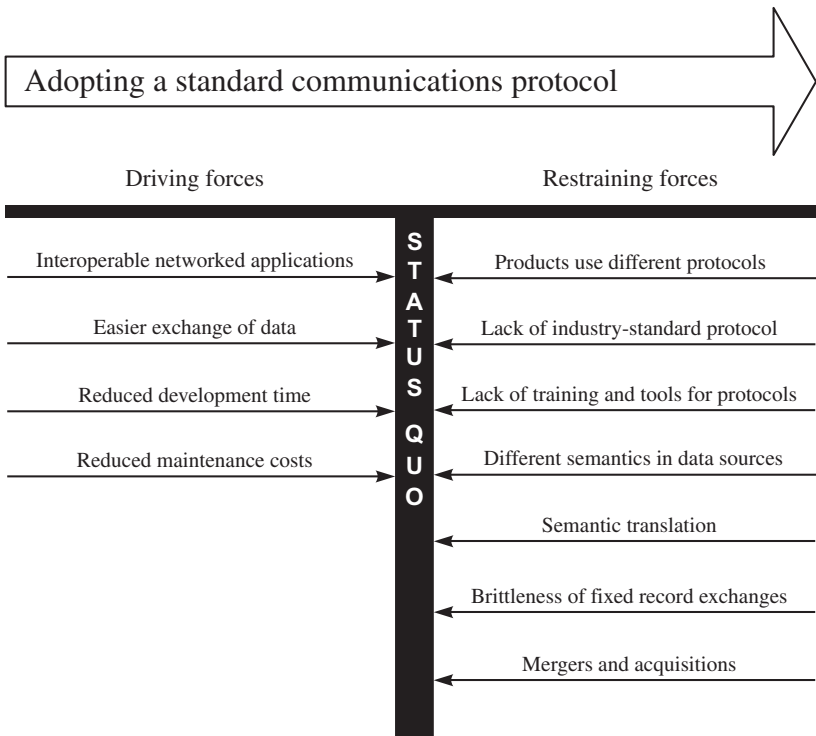 Adopting a standard communications protocol
Driving forces
Restraining forces
Interoperable networked applications
Easier exchange of data
Reduced development time
Reduced maintenance costs
STATUS QUO
Products use different protocols
Lack of industry-standard protocol
Lack of training and tools for protocols
Different semantics in data sources
Semantic translation
Brittleness of fixed record exchanges
Mergers and acquisitions